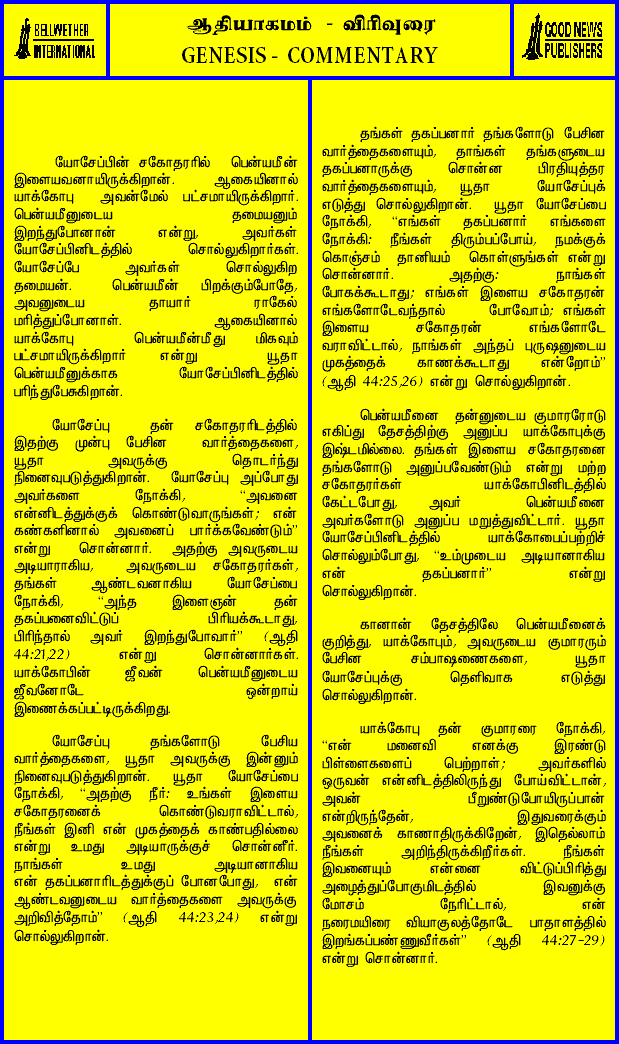 BELLWETHER
INTERNATIONAL
ஆதியாகமம் - விரிவுரை
GENESIS - COMMENTARY
GOOD NEWS
PUBLISHERS
யோசேப்பின் சகோதரரில் பென்யமீன்
இளையவனாயிருக்கிறான். ஆகையினால்
யாக்கோபு அவன்மேல் பட்சமாயிருக்கிறார்.
பென்யமீனுடைய தமையனும்
இறந்துபோனான் என்று, அவர்கள்
யோசேப்பினிடத்தில் சொல்லுகிறார்கள்.
யோசேப்பே அவர்கள் சொல்லுகிற
தமையன். பென்யமீன் பிறக்கும்போதே,
அவனுடைய தாயார் ராகேல்
மரித்துப்போனாள். ஆகையினால்
யாக்கோபு பென்யமீன்மீது மிகவும்
பட்சமாயிருக்கிறார் என்று யூதா
பென்யமீனுக்காக யோசேப்பினிடத்தில்
பரிந்துபேசுகிறான்.
யோசேப்பு தன் சகோதரரிடத்தில்
இதற்கு முன்பு பேசின வார்த்தைகளை,
யூதா அவருக்கு தொடர்ந்து
நினைவுபடுத்துகிறான். யோசேப்பு அப்போது
அவர்களை நோக்கி, "அவனை
என்னிடத்துக்குக் கொண்டுவாருங்கள்; என்
கண்களினால் அவனைப் பார்க்கவேண்டும்"
என்று சொன்னார். அதற்கு அவருடைய
அடியாராகிய, அவருடைய சகோதரர்கள்,
தங்கள் ஆண்டவனாகிய யோசேப்பை
நோக்கி, "அந்த இளைஞன் தன்
தகப்பனைவிட்டுப் பிரியக்கூடாது,
பிரிந்தால் அவர் இறந்துபோவார்" (ஆதி
44:21,22) என்று சொன்னார்கள்.
யாக்கோபின் ஜீவன் பென்யமீனுடைய
ஜீவனோடே ஒன்றாய்
இணைக்கப்பட்டிருக்கிறது.
யோசேப்பு தங்களோடு பேசிய
வார்த்தைகளை, யூதா அவருக்கு இன்னும்
நினைவுபடுத்துகிறான். யூதா யோசேப்பை
நோக்கி, "அதற்கு நீர்: உங்கள் இளைய
சகோதரனைக் கொண்டுவராவிட்டால்,
நீங்கள் இனி என் முகத்தைக் காண்பதில்லை
என்று உமது அடியாருக்குச் சொன்னீர்.
நாங்கள் உமது அடியானாகிய
என் தகப்பனாரிடத்துக்குப் போனபோது, என்
ஆண்டவனுடைய வார்த்தைகளை அவருக்கு
அறிவித்தோம்" (ஆதி 44:23,24) என்று
சொல்லுகிறான்.
தங்கள் தகப்பனார் தங்களோடு பேசின
வார்த்தைகளையும், தாங்கள் தங்களுடைய
தகப்பனாருக்கு சொன்ன பிரதியுத்தர
வார்த்தைகளையும், யூதா யோசேப்புக்
எடுத்து சொல்லுகிறான். யூதா யோசேப்பை
நோக்கி, "எங்கள் தகப்பனார் எங்களை
நோக்கி: நீங்கள் திரும்பப்போய், நமக்குக்
கொஞ்சம் தானியம் கொள்ளுங்கள் என்று
சொன்னார். அதற்கு: நாங்கள்
போகக்கூடாது; எங்கள் இளைய சகோதரன்
எங்களோடேவந்தால் போவோம்; எங்கள்
இளைய சகோதரன் எங்களோடே
வராவிட்டால், நாங்கள் அந்தப் புருஷனுடைய
முகத்தைக் காணக்கூடாது என்றோம்"
(ஆதி 44:25,26) என்று சொல்லுகிறான்.
பென்யமீனை தன்னுடைய குமாரரோடு
எகிப்து தேசத்திற்கு அனுப்ப யாக்கோபுக்கு
இஷ்டமில்லை. தங்கள் இளைய சகோதரனை
தங்களோடு அனுப்பவேண்டும் என்று மற்ற
சகோதரர்கள் யாக்கோபினிடத்தில்
கேட்டபோது, அவர் பென்யமீனை
அவர்களோடு அனுப்ப மறுத்துவிட்டார். யூதா
யோசேப்பினிடத்தில் யாக்கோபைப்பற்றிச்
சொல்லும்போது, "உம்முடைய அடியானாகிய
என் தகப்பனார்" என்று
சொல்லுகிறான்.
கானான் தேசத்திலே பென்யமீனைக்
குறித்து, யாக்கோபும், அவருடைய குமாரரும்
பேசின சம்பாஷணைகளை, யூதா
யோசேப்புக்கு தெளிவாக எடுத்து
சொல்லுகிறான்.
யாக்கோபு தன் குமாரரை நோக்கி,
"என் மனைவி எனக்கு இரண்டு
பிள்ளைகளைப் பெற்றாள்; அவர்களில்
ஒருவன் என்னிடத்திலிருந்து போய்விட்டான்,
அவன் பீறுண்டுபோயிருப்பான்
என்றிருந்தேன், இதுவரைக்கும்
அவனைக் காணாதிருக்கிறேன், இதெல்லாம்
நீங்கள் அறிந்திருக்கிறீர்கள். நீங்கள்
இவனையும் என்னை விட்டுப்பிரித்து
அழைத்துப்போகுமிடத்தில் இவனுக்கு
மோசம் நேரிட்டால், என்
நரைமயிரை வியாகுலத்தோடே பாதாளத்தில்
இறங்கப்பண்ணுவீர்கள்" (ஆதி 44:27-29)
என்று சொன்னார்.